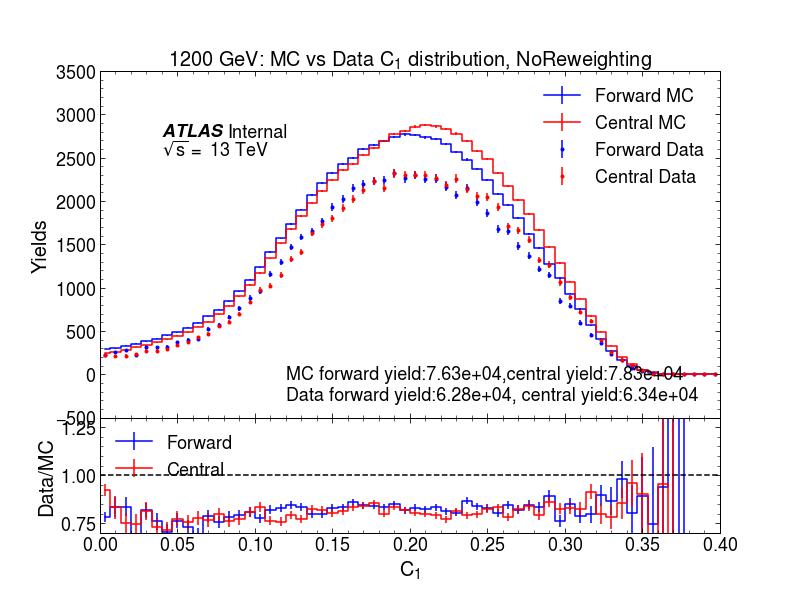 1200 GeV: MC vs Data C₁ distribution, NoReweighting
3500
3000
2500
2000
1500
1000
500
0
−500
Yields
ATLAS Internal
√s = 13 TeV
Forward MC
Central MC
Forward Data
Central Data
MC forward yield:7.63e+04,central yield:7.83e+04
Data forward yield:6.28e+04, central yield:6.34e+04
1.25
1.00
0.75
Data/MC
Forward
Central
0.00 0.05 0.10 0.15 0.20 0.25 0.30 0.35 0.40
C₁